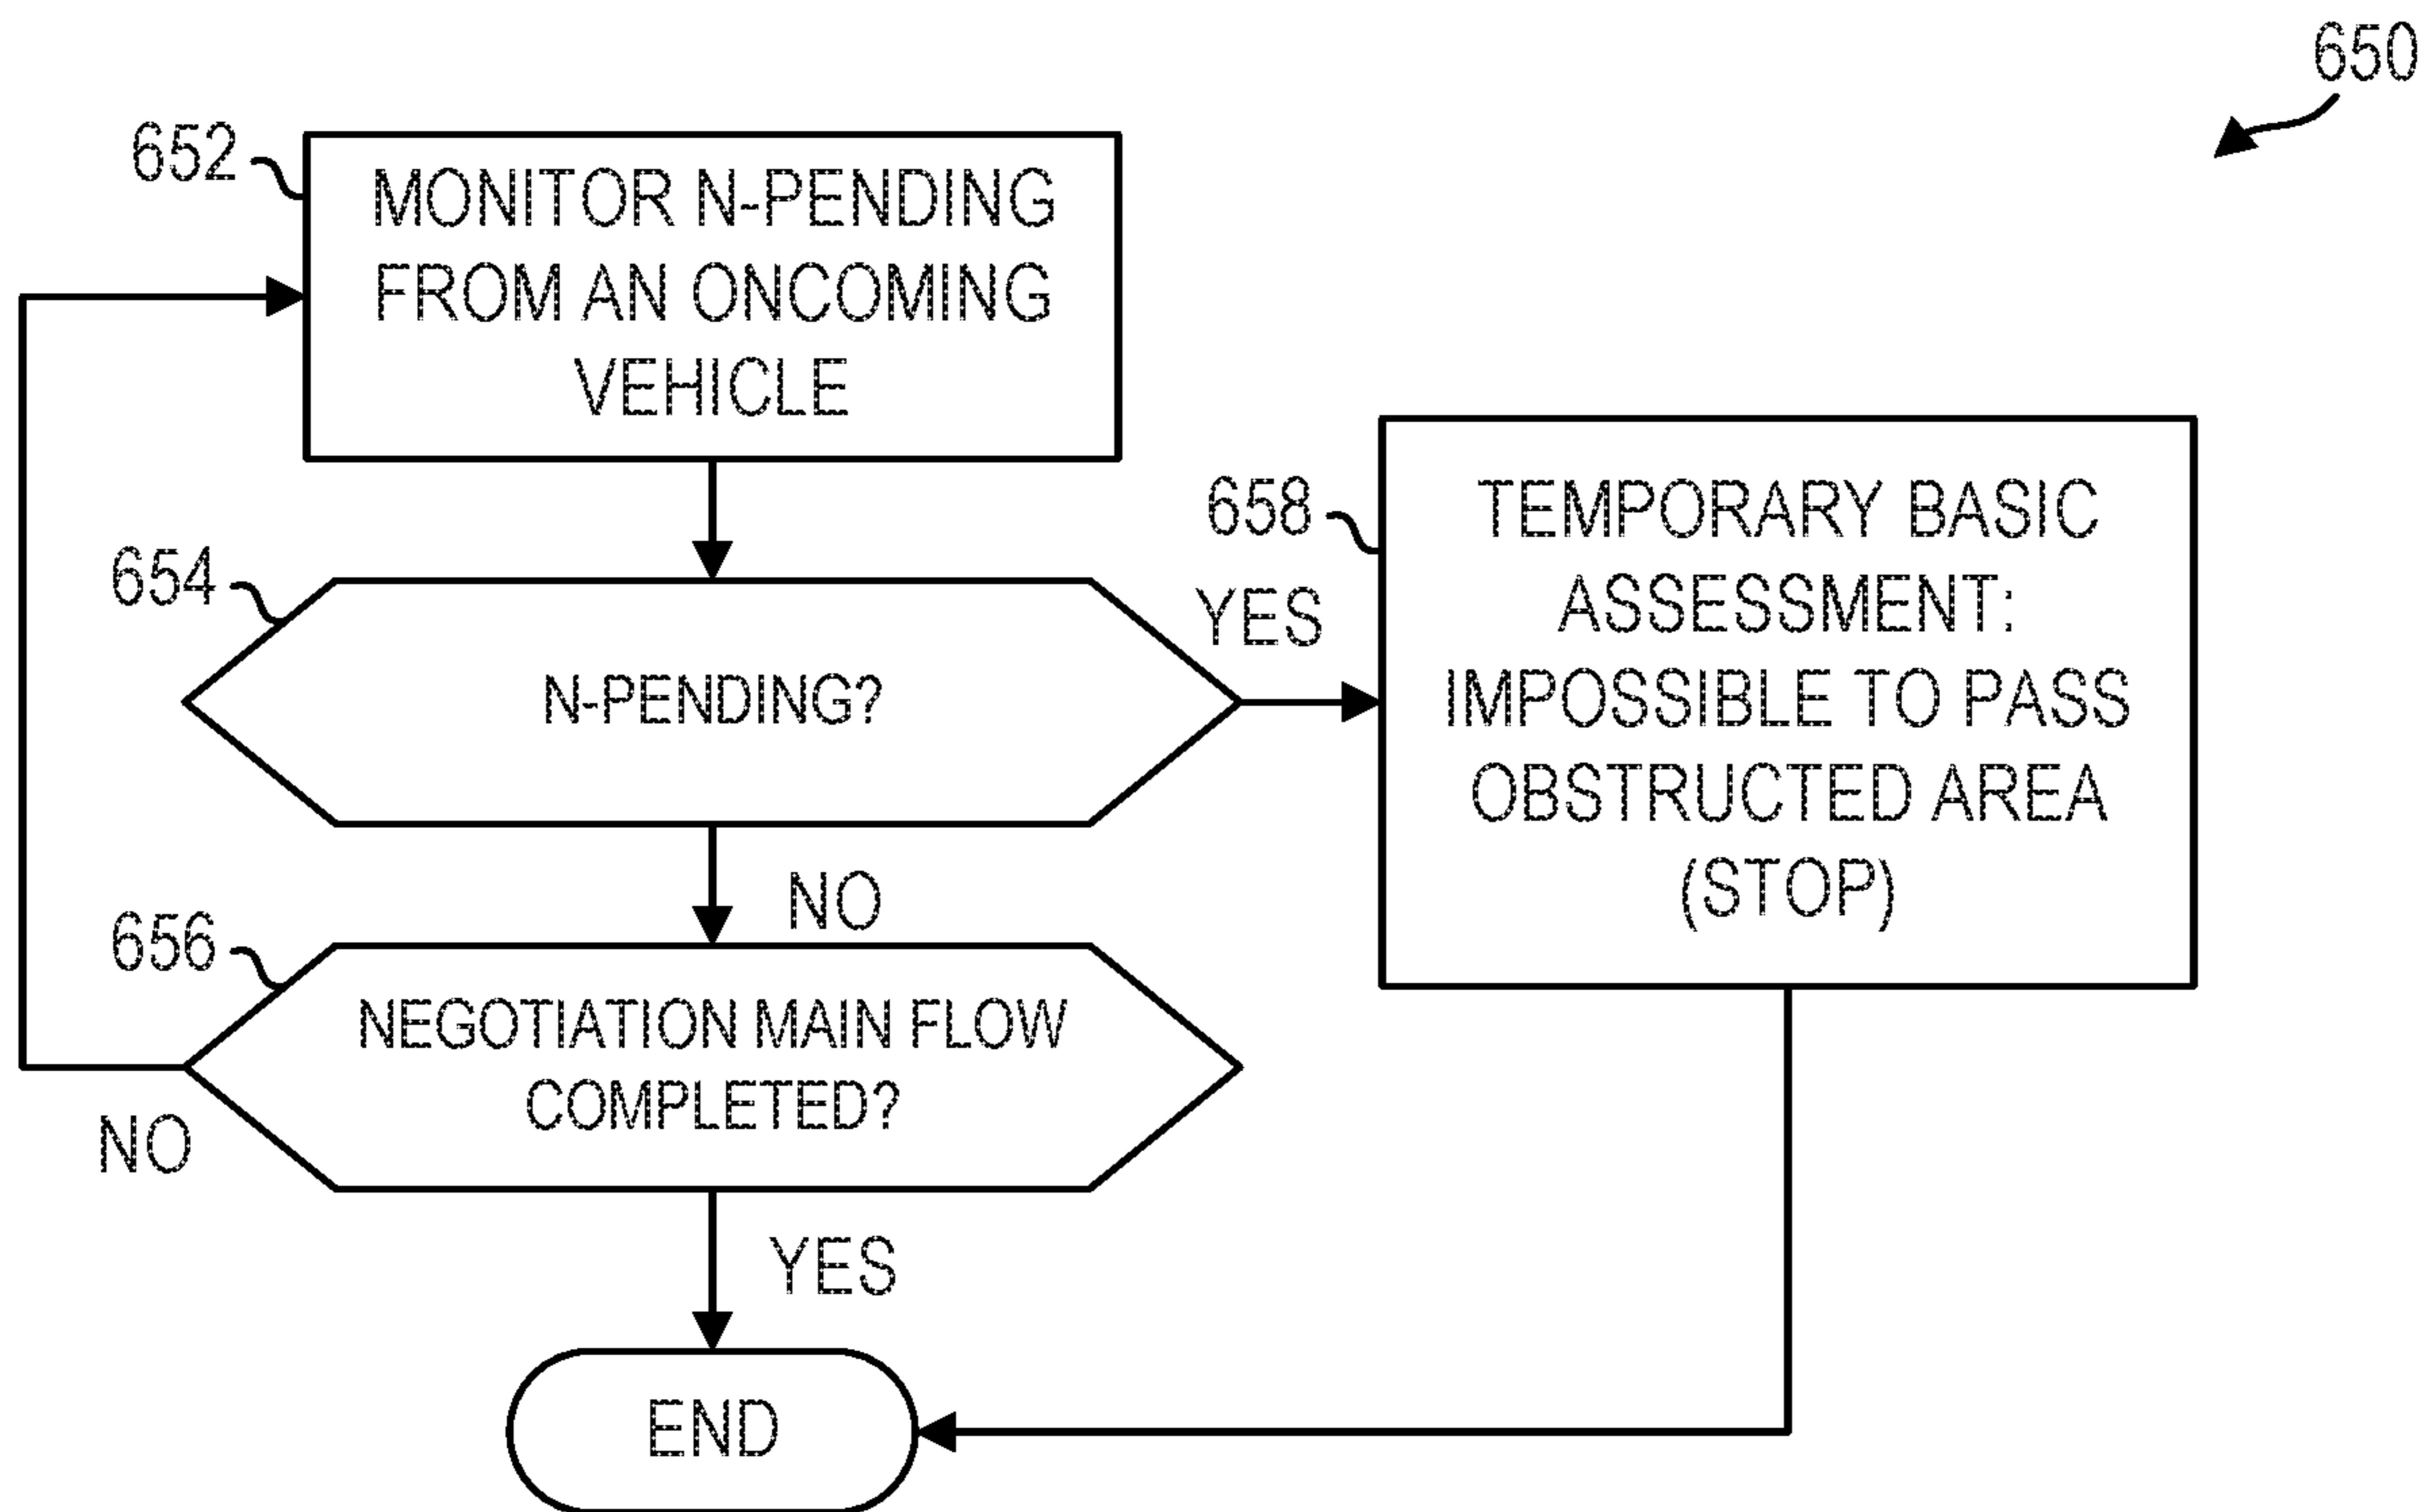 650
652
MONITOR N-PENDING
FROM AN ONCOMING
VEHICLE
654
N-PENDING?
YES
658
TEMPORARY BASIC
ASSESSMENT:
IMPOSSIBLE TO PASS
OBSTRUCTED AREA
(STOP)
NO
656
NEGOTIATION MAIN FLOW
COMPLETED?
NO
YES
END